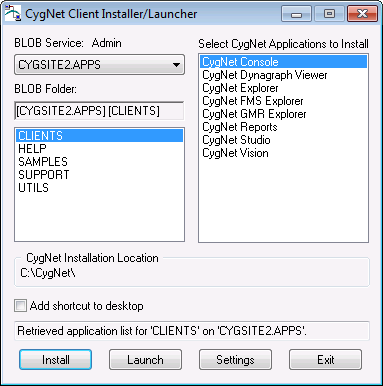 CygNet Client Installer/Launcher
BLOB Service: Admin
CYGSITE2.APPS
BLOB Folder:
[CYGSITE2.APPS] [CLIENTS]
CLIENTS
HELP
SAMPLES
SUPPORT
UTILS
Select CygNet Applications to Install
CygNet Console
CygNet Dynagraph Viewer
CygNet Explorer
CygNet FMS Explorer
CygNet GMR Explorer
CygNet Reports
CygNet Studio
CygNet Vision
CygNet Installation Location
C:\CygNet\
Add shortcut to desktop
Retrieved application list for 'CLIENTS' on 'CYGSITE2.APPS'.
Install
Launch
Settings
Exit